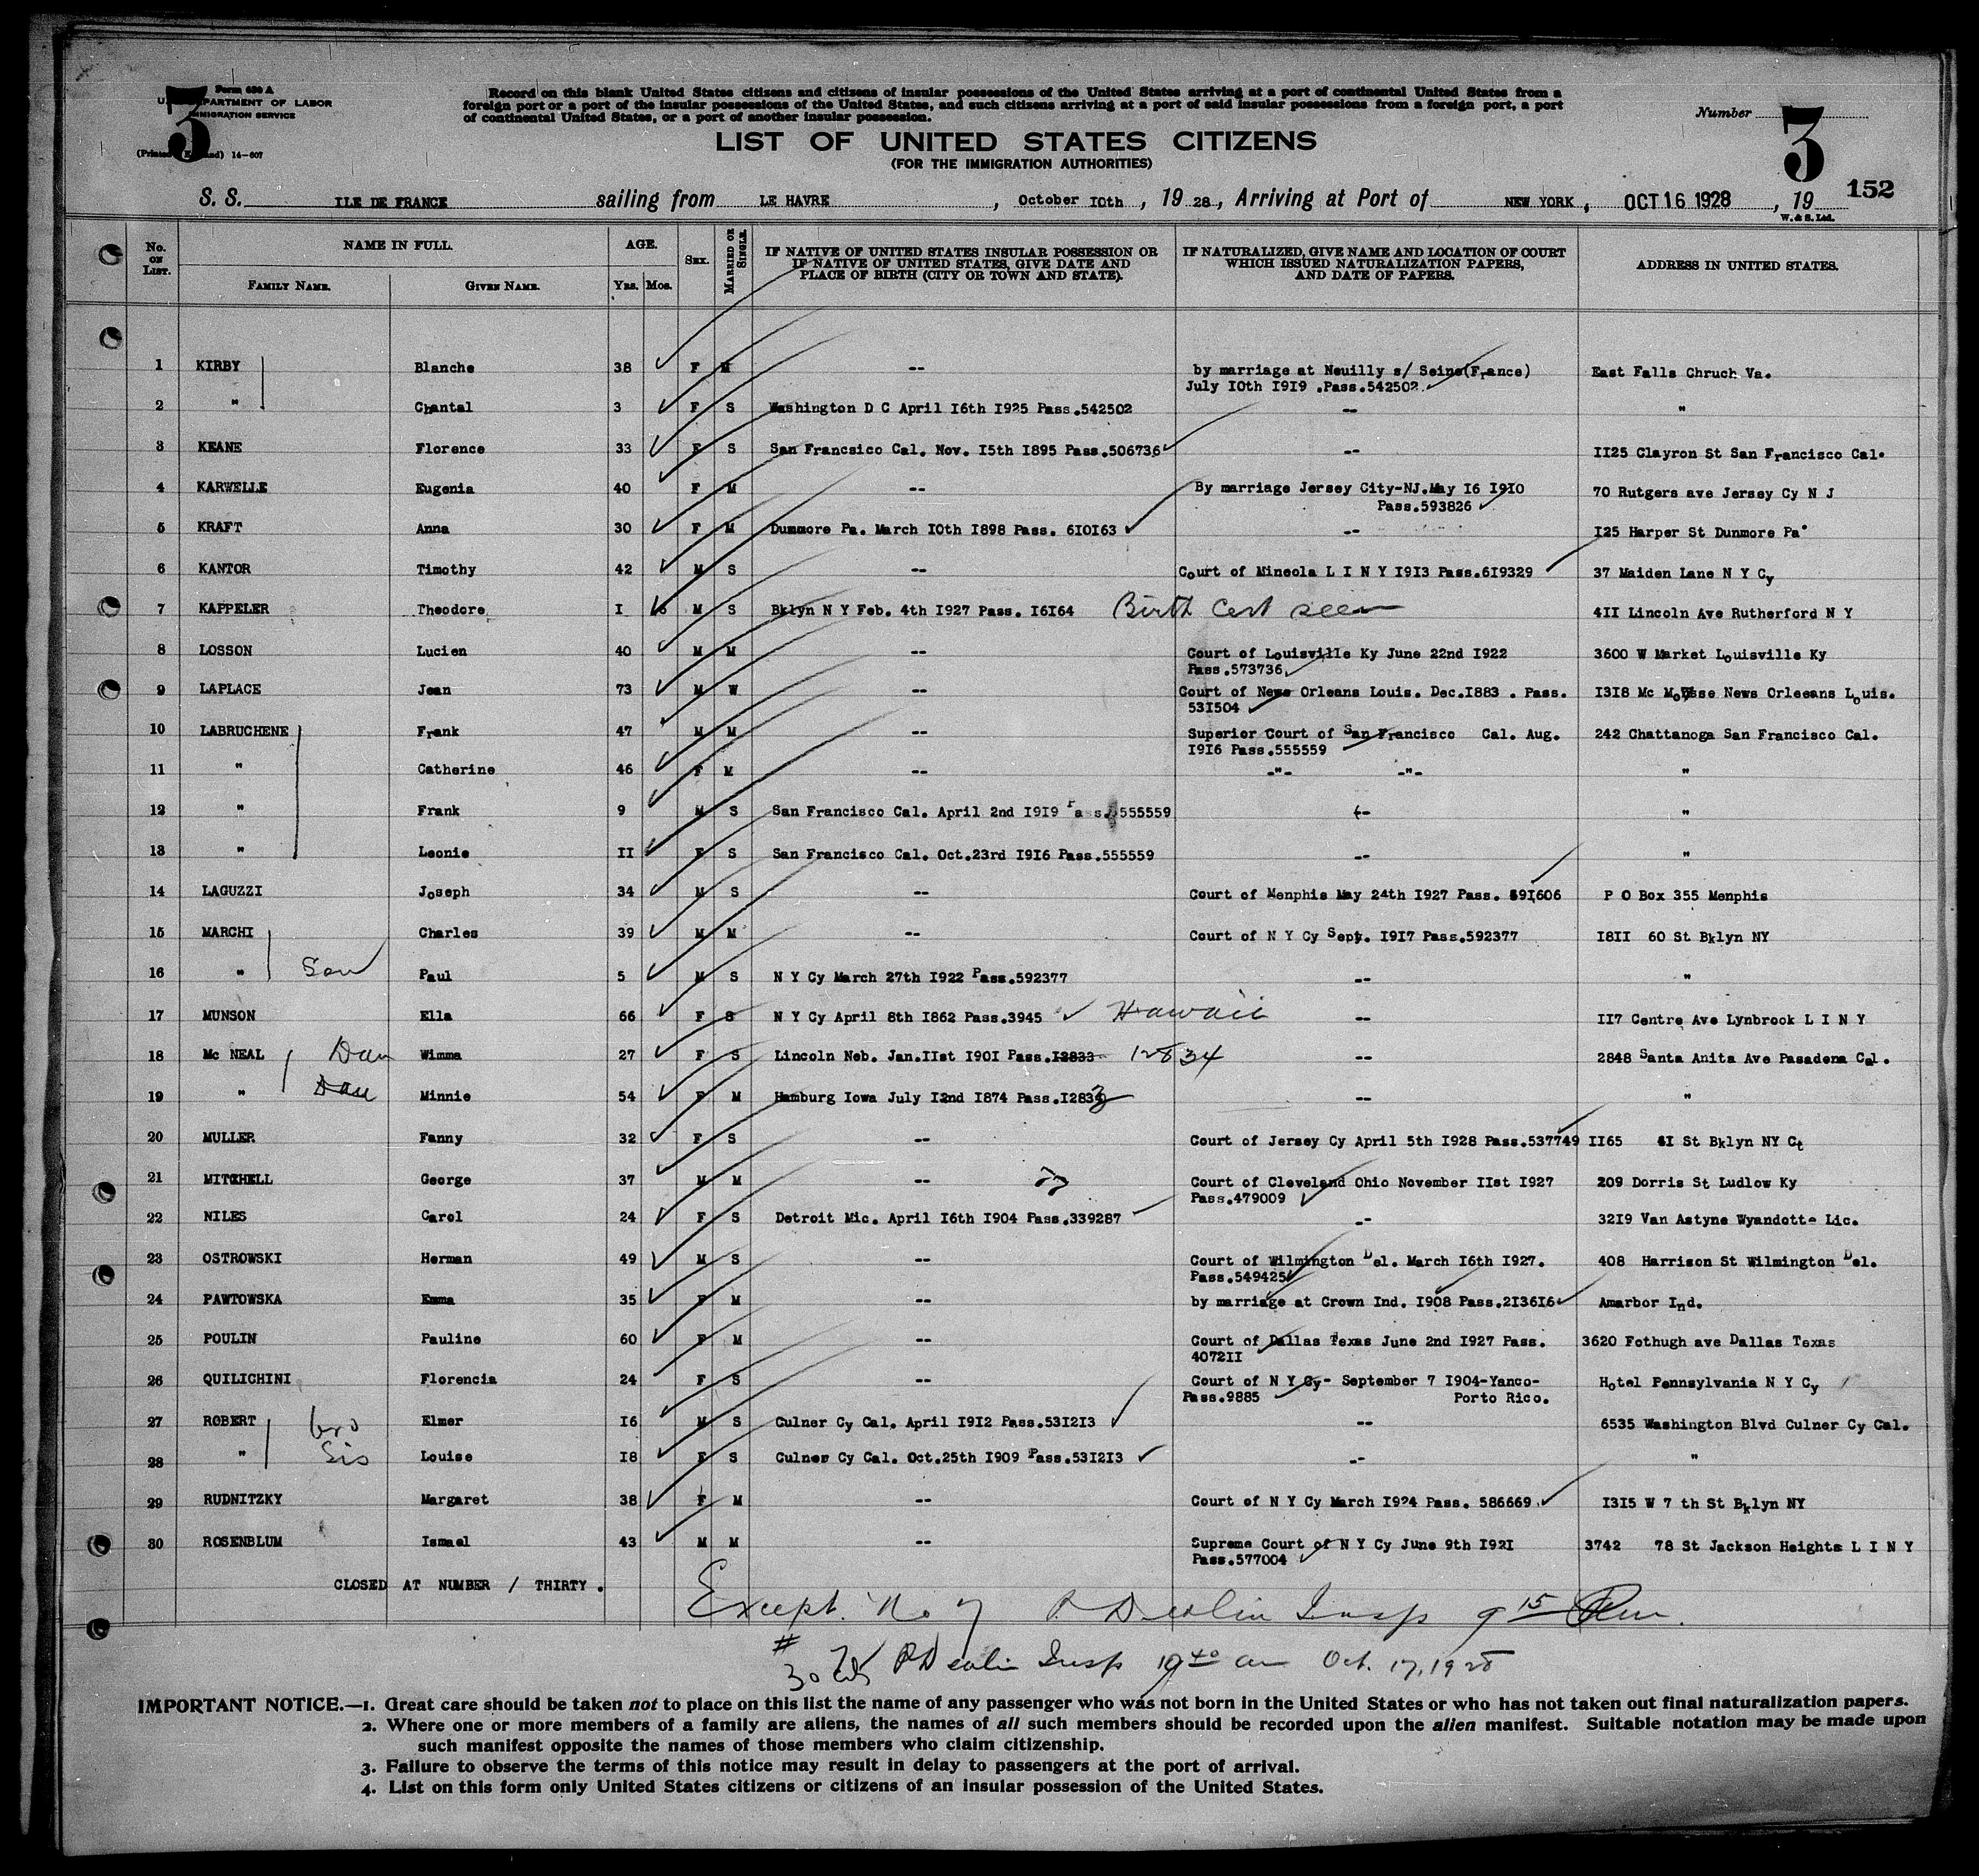 Form 630 A
U. S. DEPARTMENT OF LABOR
IMMIGRATION SERVICE
3
14—607
Record on this blank United States citizens and citizens of insular possessions of the United States arriving at a port of continental United States from a
foreign port or a port of the insular possessions of the United States, and such citizens arriving at a port of said insular possessions from a foreign port, a port
of continental United States, or a port of another insular possession.
Number 3
LIST OF UNITED STATES CITIZENS
(FOR THE IMMIGRATION AUTHORITIES)
S. S. ILE DE FRANCE sailing from LE HAVRE, October 10th, 19 28, Arriving at Port of NEW YORK, OCT 16 1928, 19 152
W. & S. Ltd.
No. ON LIST. NAME IN FULL. AGE. SEX. MARRIED OR SINGLE. IF NATIVE OF UNITED STATES INSULAR POSSESSION OR IF NATIVE OF UNITED STATES, GIVE DATE AND PLACE OF BIRTH (CITY OR TOWN AND STATE). IF NATURALIZED, GIVE NAME AND LOCATION OF COURT WHICH ISSUED NATURALIZATION PAPERS, AND DATE OF PAPERS. ADDRESS IN UNITED STATES.
FAMILY NAME. GIVEN NAME. YRS. MOS.
1 KIRBY Blanche 38 F M -- by marriage at Neuilly s/ Seine(France) East Falls Chruch Va.
July 10th 1919 .Pass.542502
2 " Chantal 3 F S Washington D C April 16th 1925 Pass.542502 -- "
3 KEANE Florence 33 F S San Francsico Cal. Nov. 15th 1895 Pass.506736 -- 1125 Clayron St San Francisco Cal.
4 KARWELLE Eugenia 40 F M -- By marriage Jersey City-NJ.May 16 1910 70 Rutgers ave Jersey Cy N J
Pass.593826
5 KRAFT Anna 30 F M Dunmore Pa. March 10th 1898 Pass. 610163 -- 125 Harper St Dunmore Pa.
6 KANTOR Timothy 42 M S -- Court of Mineola L I N Y 1913 Pass.619329 37 Maiden Lane N Y Cy
7 KAPPELER Theodore 1 6 M S Bklyn N Y Feb. 4th 1927 Pass. 16164 Birth Cert seen 411 Lincoln Ave Rutherford N Y
8 LOSSON Lucien 40 M M -- Court of Louisville Ky June 22nd 1922 3600 W Market Louisville Ky
Pass.573736
9 LAPLACE Jean 73 M W -- Court of News Orleans Louis. Dec.1883 . Pass. 1318 Mc News Orleeans Louis.
531504
10 LABRUCHENE Frank 47 M M -- Superior Court of San Francisco Cal. Aug. 242 Chattanoga San Francisco Cal.
1916 Pass.555559
11 " Catherine 46 F M -- -"- -"- "
12 " Frank 9 M S San Francisco Cal. April 2nd 1919 Pass.555559 -- "
13 " Leonie 11 F S San Francisco Cal. Oct.23rd 1916 Pass.555559 -- "
14 LAGUZZI Joseph 34 M S -- Court of Menphis May 24th 1927 Pass. 591606 P O Box 355 Menphis
15 MARCHI Charles 39 M M -- Court of N Y Cy Sept. 1917 Pass.592377 1811 60 St Bklyn NY
16 " Son Paul 5 M S N Y Cy March 27th 1922 Pass.592377 -- "
17 MUNSON Ella 66 F S N Y Cy April 8th 1862 Pass.3945 Hawaii -- 117 Centre Ave Lynbrook L I N Y
18 Mc NEAL Dau Wimma 27 F S Lincoln Neb. Jan.11st 1901 Pass.12833 12834 -- 2848 Santa Anita Ave Pasadena Cal.
19 " Dau Minnie 54 F M Hamburg Iowa July 12nd 1874 Pass.12833 -- "
20 MULLER Fanny 32 F S -- Court of Jersey Cy April 5th 1928 Pass.537749 1165 41 St Bklyn NY Ct
21 MITCHELL George 37 M M -- Court of Cleveland Ohio November 11st 1927 209 Dorris St Ludlow Ky
Pass.479009
22 NILES Carol 24 F S Detroit Mic. April 16th 1904 Pass.339287 -- 3219 Van Astyne Wyandotte Lic.
23 OSTROWSKI Herman 49 M S -- Court of Wilmington Del. March 16th 1927. 408 Harrison St Wilmington Del.
Pass.549425
24 PAWTOWSKA Emma 35 F M -- by marriage at Crown Ind. 1908 Pass.213616 Amarbor Ind.
25 POULIN Pauline 60 F M -- Court of Dallas Texas June 2nd 1927 Pass. 3620 Fothugh ave Dallas Texas
407211
26 QUILICHINI Florencia 24 F S -- Court of N Y Cy- September 7 1904-Yanco- Hotel Pennsylvania N Y Cy
Pass.9885 Porto Rico.
27 ROBERT bro Elmer 16 M S Culner Cy Cal. April 1912 Pass.531213 -- 6535 Washington Blvd Culner Cy Cal.
28 " Sis Louise 18 F S Culner Cy Cal. Oct.25th 1909 Pass.531213 -- "
29 RUDNITZKY Margaret 38 F M -- Court of N Y Cy March 1924 Pass. 586669 1315 W 7 th St Bklyn NY
30 ROSENBLUM Ismael 43 M M -- Supreme Court of N Y Cy June 9th 1921 3742 78 St Jackson Heights L I N Y
Pass.577004
CLOSED AT NUMBER / THIRTY .
Except. No 7 P Devlin Insp 9 15
# 30 P Devlin Insp 10 40 am Oct. 17, 1928
IMPORTANT NOTICE.—1. Great care should be taken not to place on this list the name of any passenger who was not born in the United States or who has not taken out final naturalization papers.
2. Where one or more members of a family are aliens, the names of all such members should be recorded upon the alien manifest. Suitable notation may be made upon
such manifest opposite the names of those members who claim citizenship.
3. Failure to observe the terms of this notice may result in delay to passengers at the port of arrival.
4. List on this form only United States citizens or citizens of an insular possession of the United States.